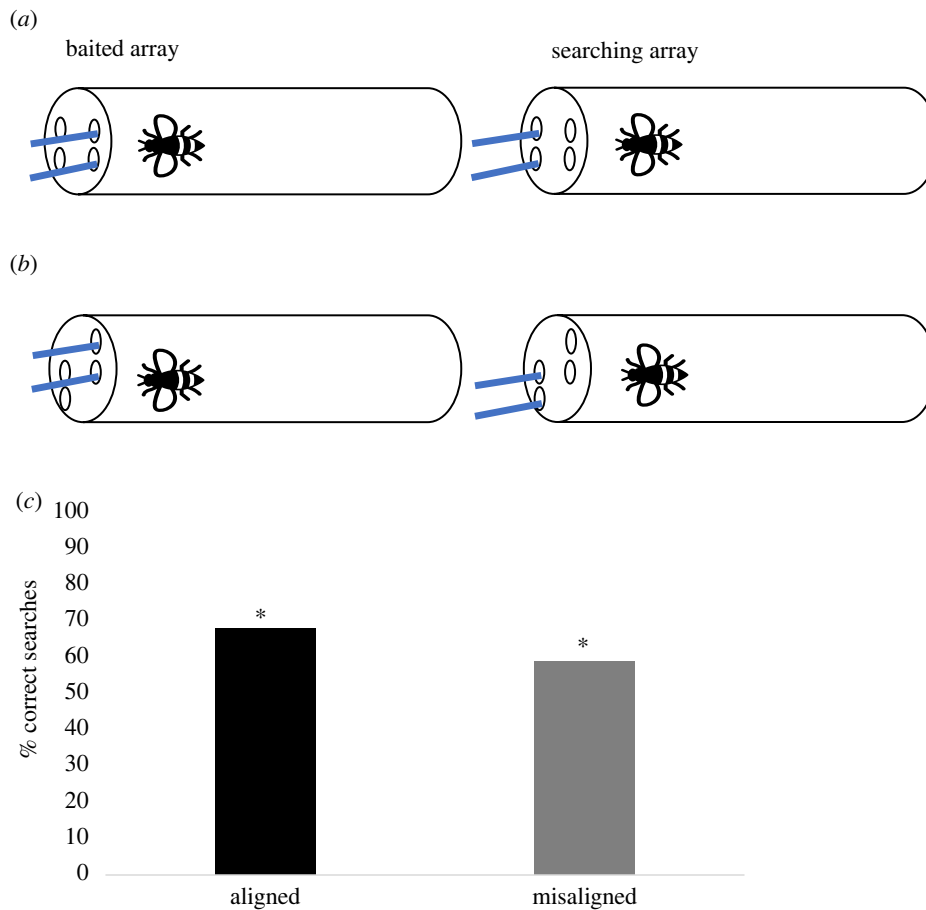 (a)
baited array
searching array
(b)
(c)
100
90
80
70
60
50
40
30
20
10
0
% correct searches
*
*
aligned
misaligned